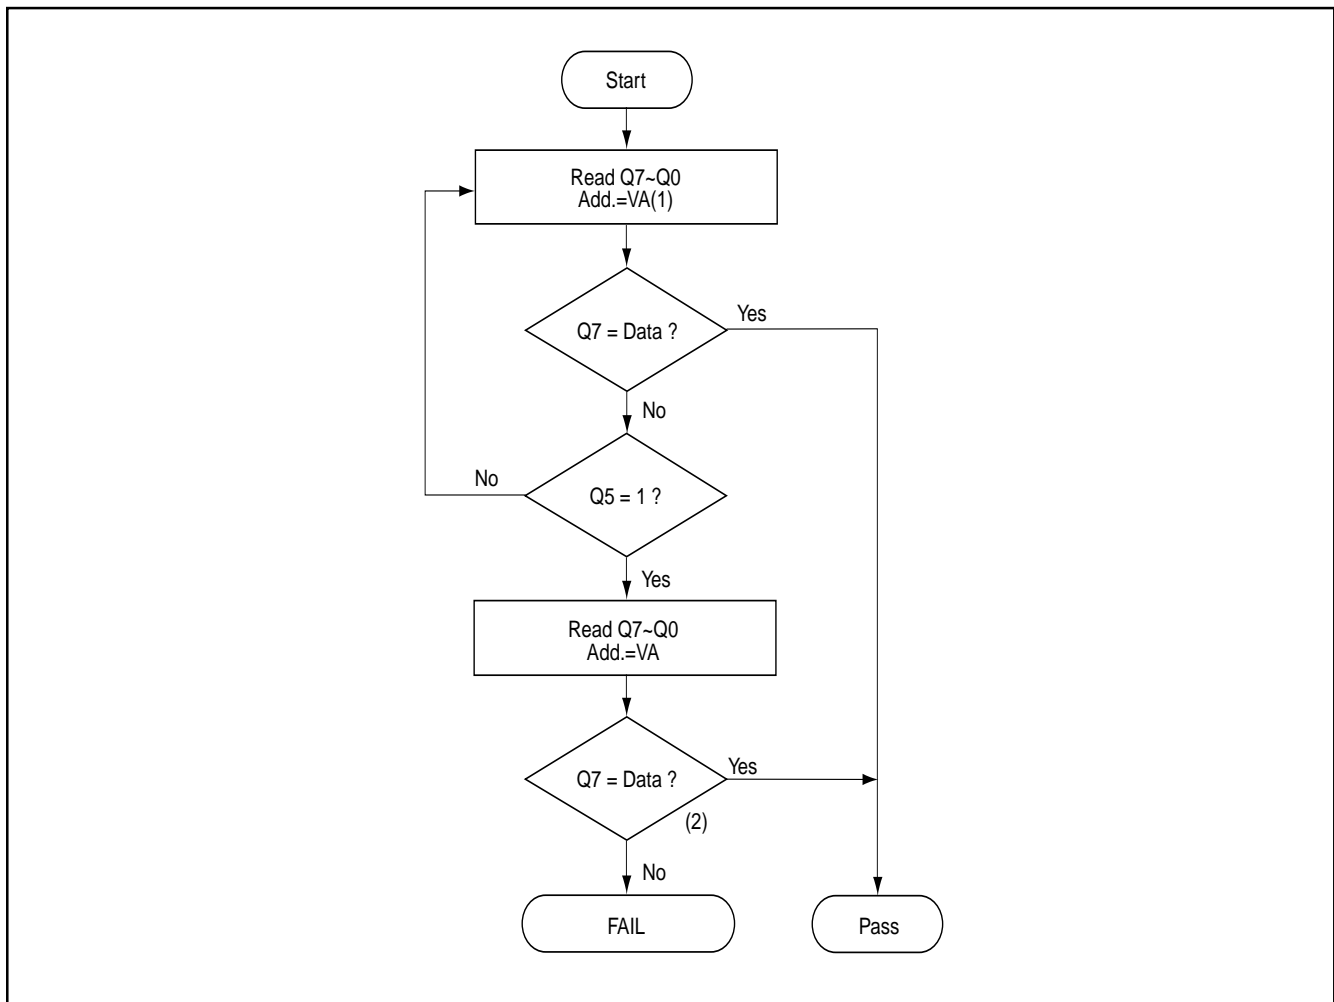 Start
Read Q7~Q0
Add.=VA(1)
Q7 = Data ?
Yes
No
No
Q5 = 1 ?
Yes
Read Q7~Q0
Add.=VA
Q7 = Data ?
Yes
(2)
No
FAIL
Pass